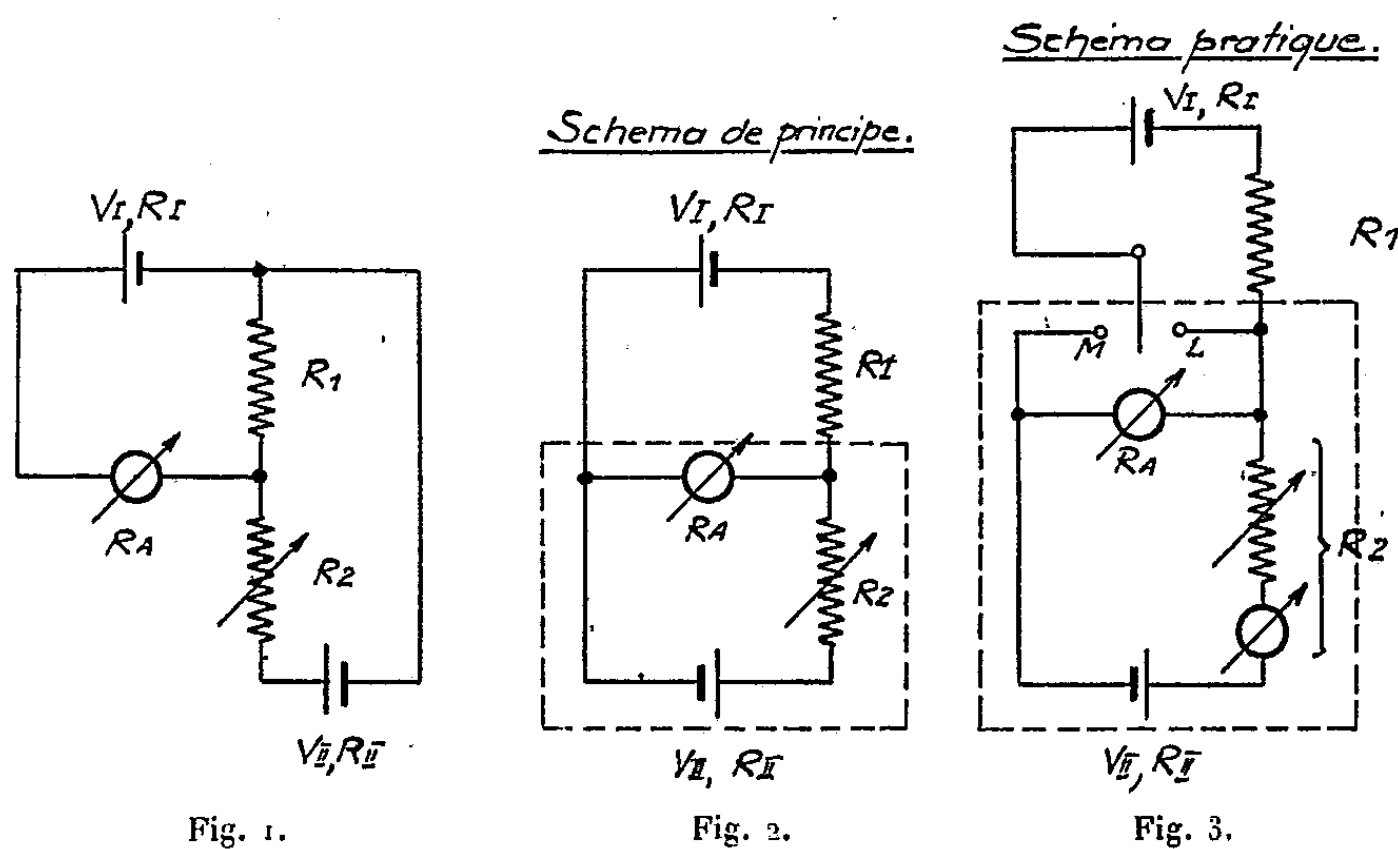 Schema pratique.
VI, RI
R1
M
L
RA
R2
VII, RII
Fig. 3.
Schema de principe.
VI, RI
RI
RA
R2
VII, RII
Fig. 2.
VI, RI
R1
RA
R2
VII, RII
Fig. 1.